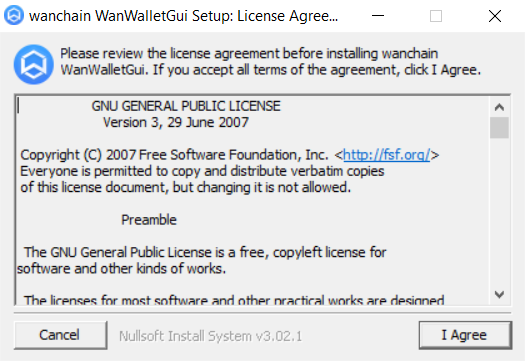 wanchain WanWalletGui Setup: License Agree...
Please review the license agreement before installing wanchain
WanWalletGui. If you accept all terms of the agreement, click I Agree.
GNU GENERAL PUBLIC LICENSE
Version 3, 29 June 2007
Copyright (C) 2007 Free Software Foundation, Inc. <http://fsf.org/>
Everyone is permitted to copy and distribute verbatim copies
of this license document, but changing it is not allowed.
Preamble
The GNU General Public License is a free, copyleft license for
software and other kinds of works.
The licenses for most software and other practical works are designed
Cancel
Nullsoft Install System v3.02.1
I Agree